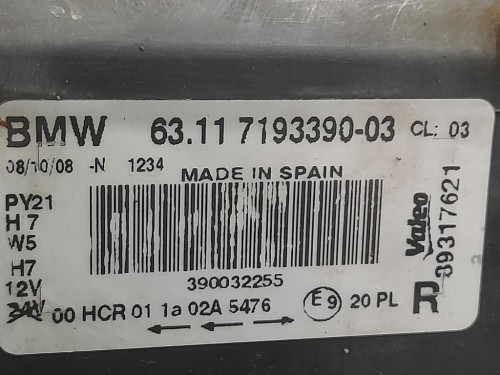 BMW 63.11 7193390-03 CL: 03
08/10/08 -N 1234
MADE IN SPAIN
PY21
H7
W5
H7
12V
24V
390032255
00 HCR 01 1a 02A 5476
E9 20 PL
Valeo
89317621
R